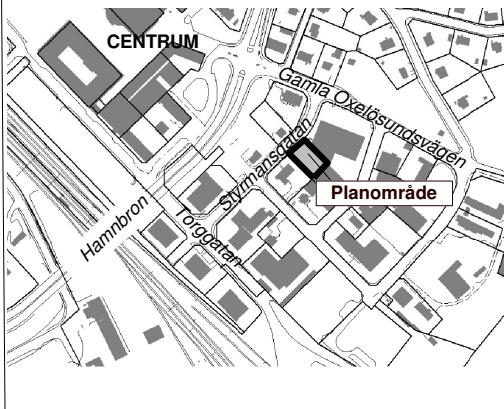 CENTRUM
Gamla Oxelösundsvägen
Styrmansgatan
Planområde
Hamnbron
Torggatan